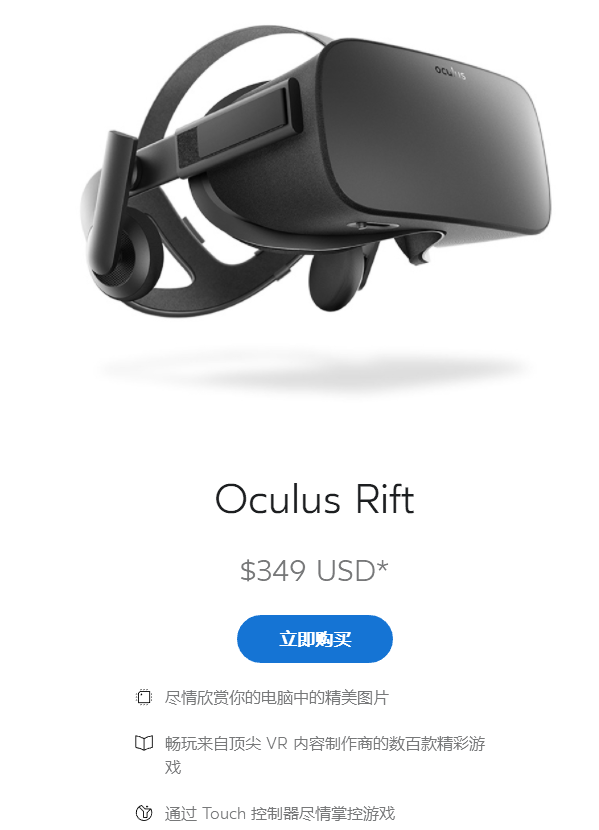 oculus
Oculus Rift
$349 USD*
立即购买
尽情欣赏你的电脑中的精美图片
畅玩来自顶尖 VR 内容制作商的数百款精彩游
戏
通过 Touch 控制器尽情掌控游戏